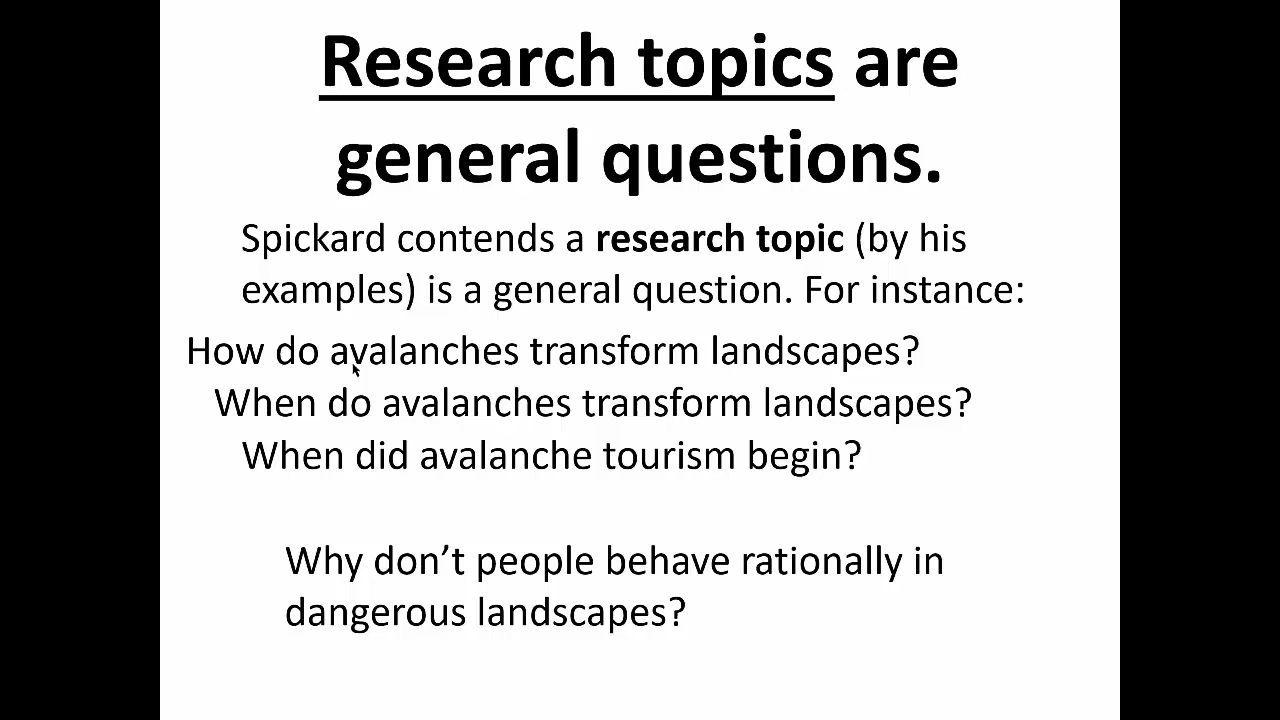 Research topics are
general questions.
Spickard contends a research topic (by his
examples) is a general question. For instance:
How do avalanches transform landscapes?
When do avalanches transform landscapes?
When did avalanche tourism begin?
Why don’t people behave rationally in
dangerous landscapes?